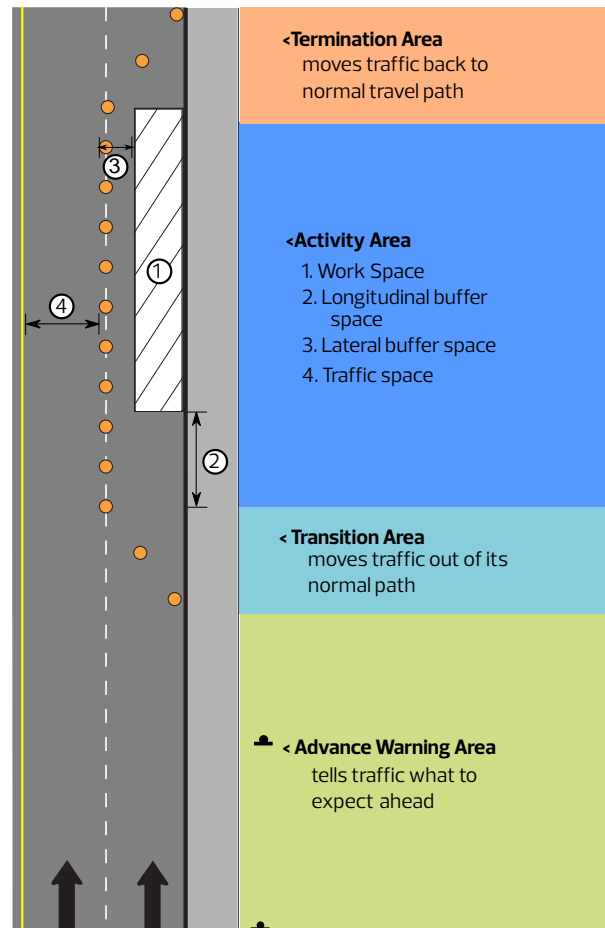 <Termination Area
moves traffic back to
normal travel path
3
<Activity Area
1
1. Work Space
2. Longitudinal buffer
space
4
3. Lateral buffer space
4. Traffic space
2
< Transition Area
moves traffic out of its
normal path
< Advance Warning Area
tells traffic what to
expect ahead